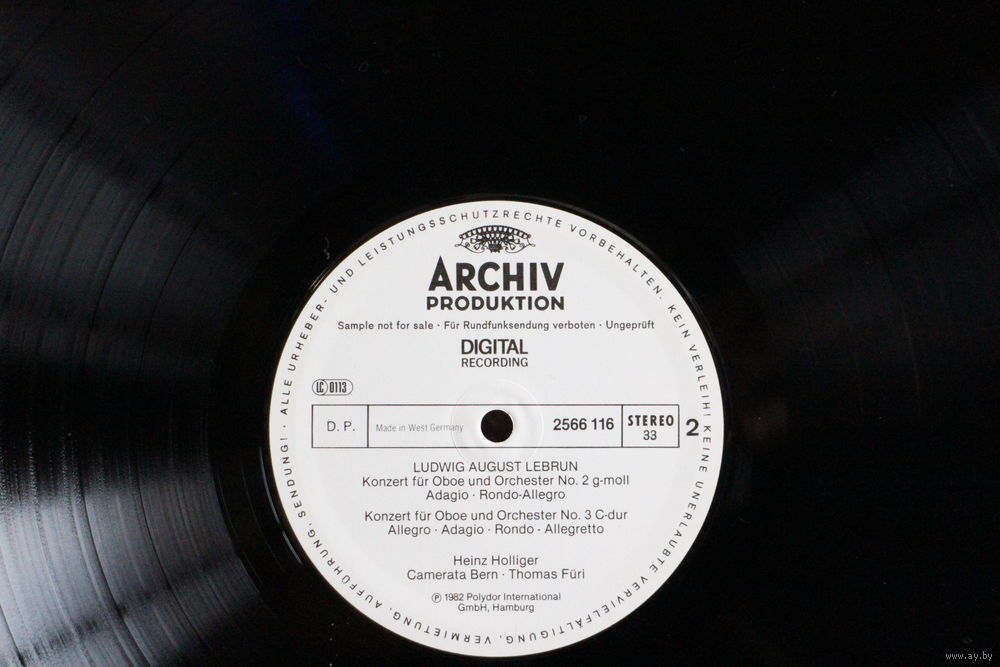 · ALLE URHEBER- UND LEISTUNGSSCHUTZRECHTE VORBEHALTEN. KEIN VERLEIH! KEINE UNERLAUBTE VERVIELFÄLTIGUNG, VERMIETUNG, AUFFÜHRUNG, SENDUNG!
ARCHIV
PRODUKTION
Sample not for sale · Für Rundfunksendung verboten · Ungeprüft
DIGITAL
RECORDING
LC 0113
D. P. Made in West Germany 2566 116 STEREO 33 2
LUDWIG AUGUST LEBRUN
Konzert für Oboe und Orchester No. 2 g-moll
Adagio · Rondo-Allegro
Konzert für Oboe und Orchester No. 3 C-dur
Allegro · Adagio · Rondo - Allegretto
Heinz Holliger
Camerata Bern · Thomas Füri
Ⓟ 1982 Polydor International
GmbH, Hamburg
www.ay.by